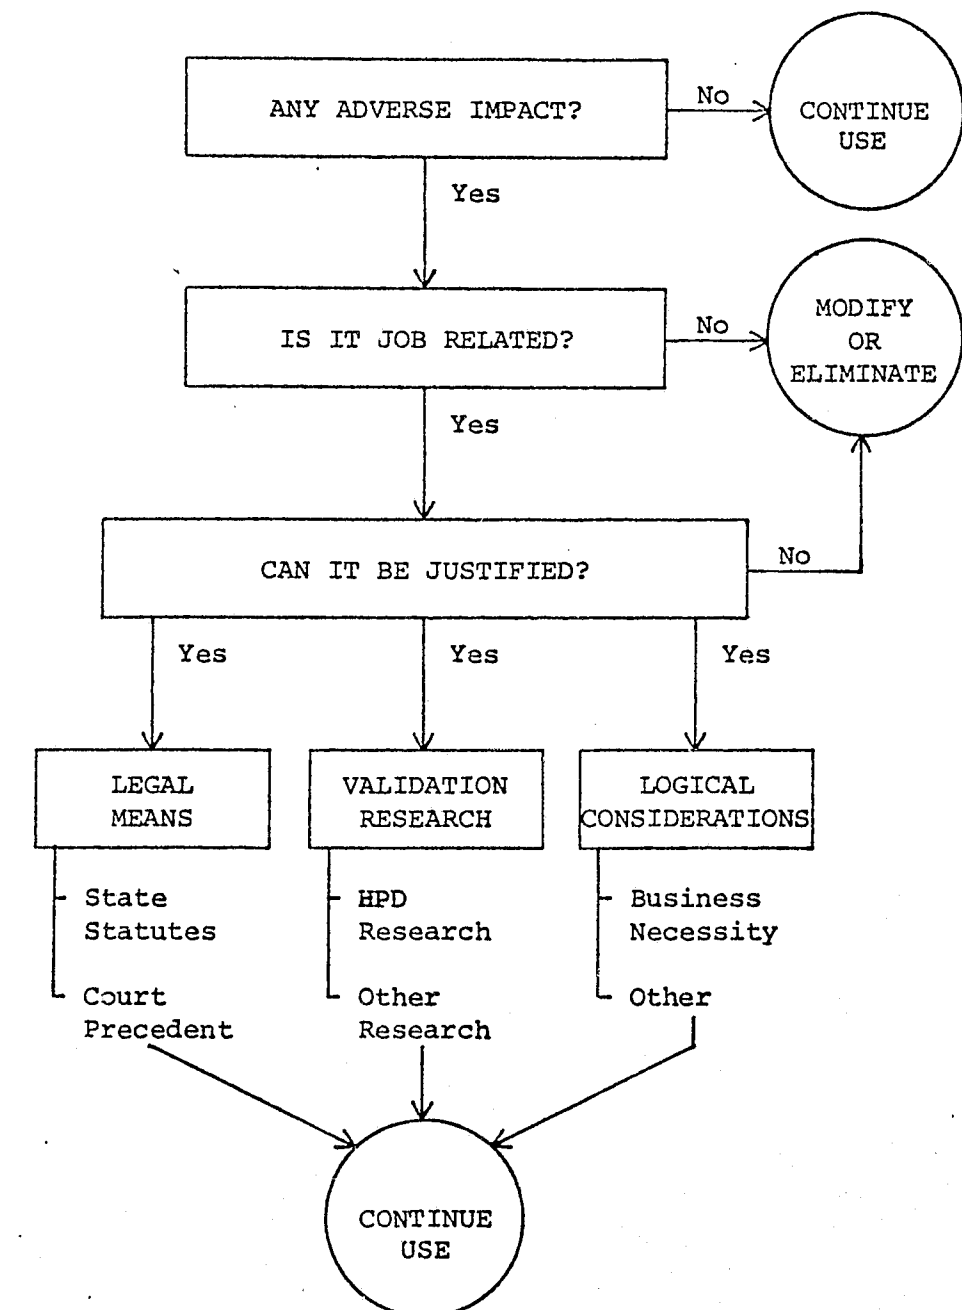 ANY ADVERSE IMPACT?
No
CONTINUE
USE
Yes
IS IT JOB RELATED?
No
MODIFY
OR
ELIMINATE
Yes
CAN IT BE JUSTIFIED?
No
Yes
Yes
Yes
LEGAL
MEANS
VALIDATION
RESEARCH
LOGICAL
CONSIDERATIONS
State
Statutes
Court
Precedent
HPD
Research
Other
Research
Business
Necessity
Other
CONTINUE
USE